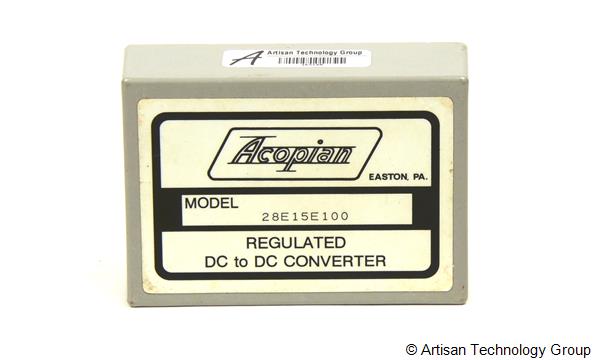 Artisan Technology Group
Acopian
EASTON, PA.
MODEL
28E15E100
REGULATED
DC to DC CONVERTER
© Artisan Technology Group